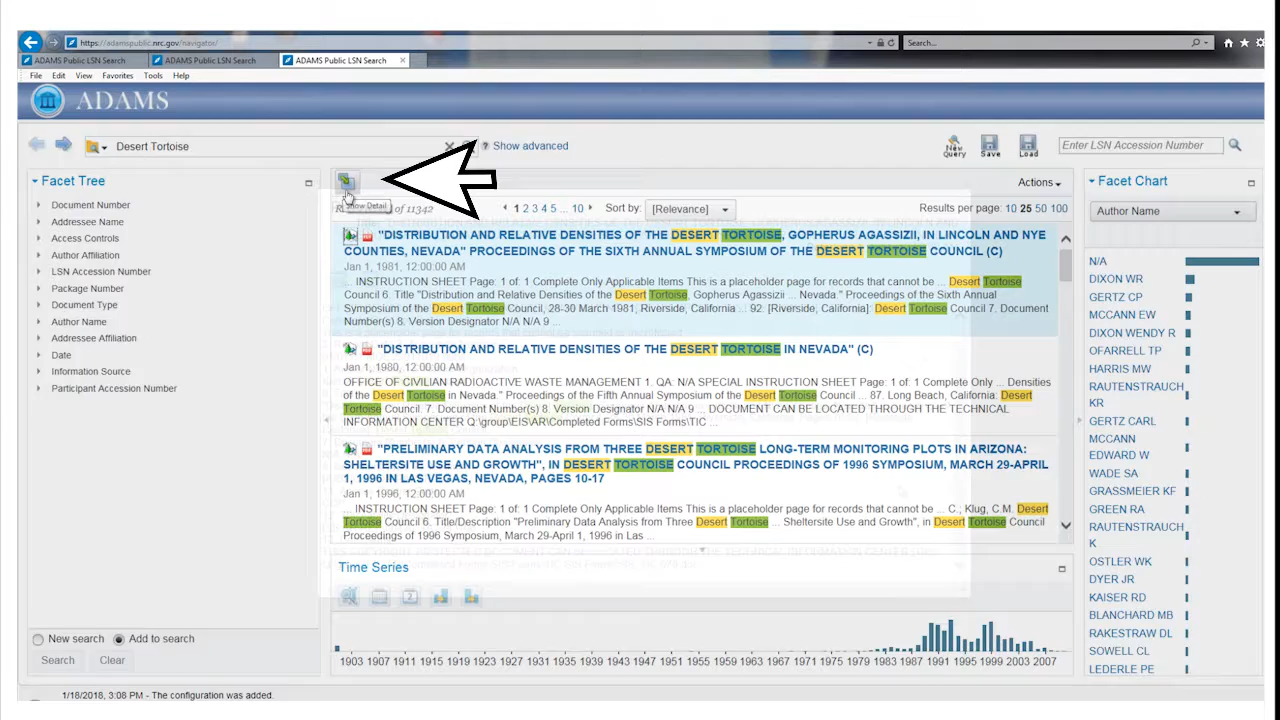 https://adamspublic.nrc.gov/navigator/
Search...
ADAMS Public LSN Search
ADAMS Public LSN Search
ADAMS Public LSN Search
File Edit View Favorites Tools Help
ADAMS
Desert Tortoise
? Show advanced
New Query
Save
Load
Enter LSN Accession Number
Facet Tree
Document Number
Addressee Name
Access Controls
Author Affiliation
LSN Accession Number
Package Number
Document Type
Author Name
Addressee Affiliation
Date
Information Source
Participant Accession Number
New search Add to search
Search Clear
1/18/2018, 3:08 PM - The configuration was added.
Actions
Show Detail
of 11342
1 2 3 4 5 ... 10
Sort by: [Relevance]
Results per page: 10 25 50 100
"DISTRIBUTION AND RELATIVE DENSITIES OF THE DESERT TORTOISE, GOPHERUS AGASSIZII, IN LINCOLN AND NYE
COUNTIES, NEVADA" PROCEEDINGS OF THE SIXTH ANNUAL SYMPOSIUM OF THE DESERT TORTOISE COUNCIL (C)
Jan 1, 1981, 12:00:00 AM
... INSTRUCTION SHEET Page: 1 of: 1 Complete Only Applicable Items This is a placeholder page for records that cannot be ... Desert Tortoise
Council 6. Title "Distribution and Relative Densities of the Desert Tortoise, Gopherus Agassizii ... Nevada." Proceedings of the Sixth Annual
Symposium of the Desert Tortoise Council, 28-30 March 1981, Riverside, California ... 92. [Riverside, California]: Desert Tortoise Council 7. Document
Number(s) 8. Version Designator N/A N/A 9 ...
"DISTRIBUTION AND RELATIVE DENSITIES OF THE DESERT TORTOISE IN NEVADA" (C)
Jan 1, 1980, 12:00:00 AM
OFFICE OF CIVILIAN RADIOACTIVE WASTE MANAGEMENT 1. QA: N/A SPECIAL INSTRUCTION SHEET Page: 1 of: 1 Complete Only ... Densities
of the Desert Tortoise in Nevada." Proceedings of the Fifth Annual Symposium of the Desert Tortoise Council ... 87. Long Beach, California: Desert
Tortoise Council. 7. Document Number(s) 8. Version Designator N/A N/A 9 ... DOCUMENT CAN BE LOCATED THROUGH THE TECHNICAL
INFORMATION CENTER Q:\group\EIS\AR\Completed Forms\SIS Forms\TIC ...
"PRELIMINARY DATA ANALYSIS FROM THREE DESERT TORTOISE LONG-TERM MONITORING PLOTS IN ARIZONA:
SHELTERSITE USE AND GROWTH", IN DESERT TORTOISE COUNCIL PROCEEDINGS OF 1996 SYMPOSIUM, MARCH 29-APRIL
1, 1996 IN LAS VEGAS, NEVADA, PAGES 10-17
Jan 1, 1996, 12:00:00 AM
... INSTRUCTION SHEET Page: 1 of: 1 Complete Only Applicable Items This is a placeholder page for records that cannot ... C.; Klug, C.M. Desert
Tortoise Council 6. Title/Description "Preliminary Data Analysis from Three Desert Tortoise ... Sheltersite Use and Growth", in Desert Tortoise Council
Proceedings of 1996 Symposium, March 29-April 1, 1996 in Las ...
Time Series
1903 1907 1911 1915 1919 1923 1927 1931 1935 1939 1943 1947 1951 1955 1959 1963 1967 1971 1975 1979 1983 1987 1991 1995 1999 2003 2007
Facet Chart
Author Name
N/A
DIXON WR
GERTZ CP
MCCANN EW
DIXON WENDY R
OFARRELL TP
HARRIS MW
RAUTENSTRAUCH
KR
GERTZ CARL
MCCANN
EDWARD W
WADE SA
GRASSMEIER KF
GREEN RA
RAUTENSTRAUCH
K
OSTLER WK
DYER JR
KAISER RD
BLANCHARD MB
RAKESTRAW DL
SOWELL CL
LEDERLE PE